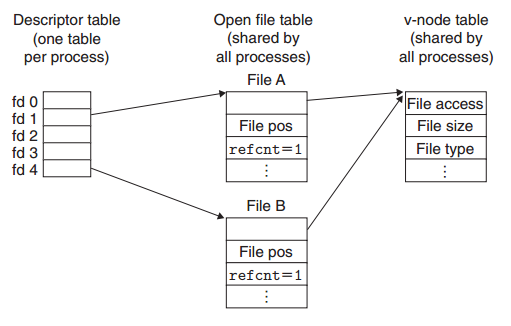 Descriptor table
(one table
per process)
Open file table
(shared by
all processes)
v-node table
(shared by
all processes)
File A
fd 0
fd 1
fd 2
fd 3
fd 4
File pos
refcnt=1
⋮
File access
File size
File type
⋮
File B
File pos
refcnt=1
⋮